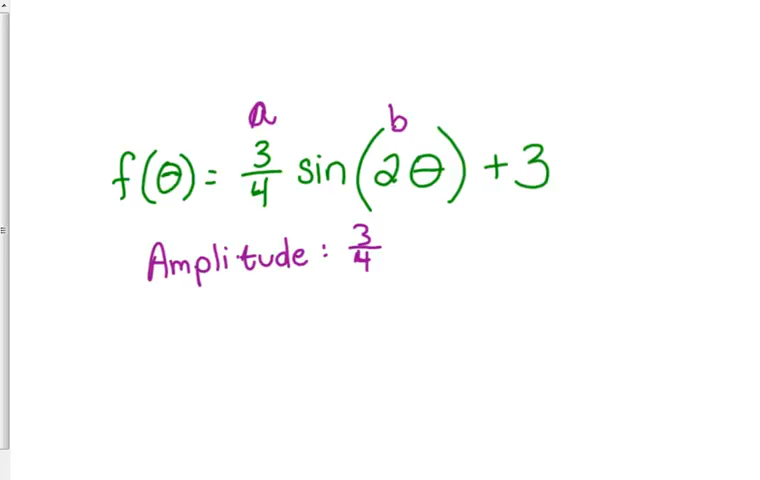 a b
f(θ) = 3/4 sin(2θ) + 3
Amplitude : 3/4